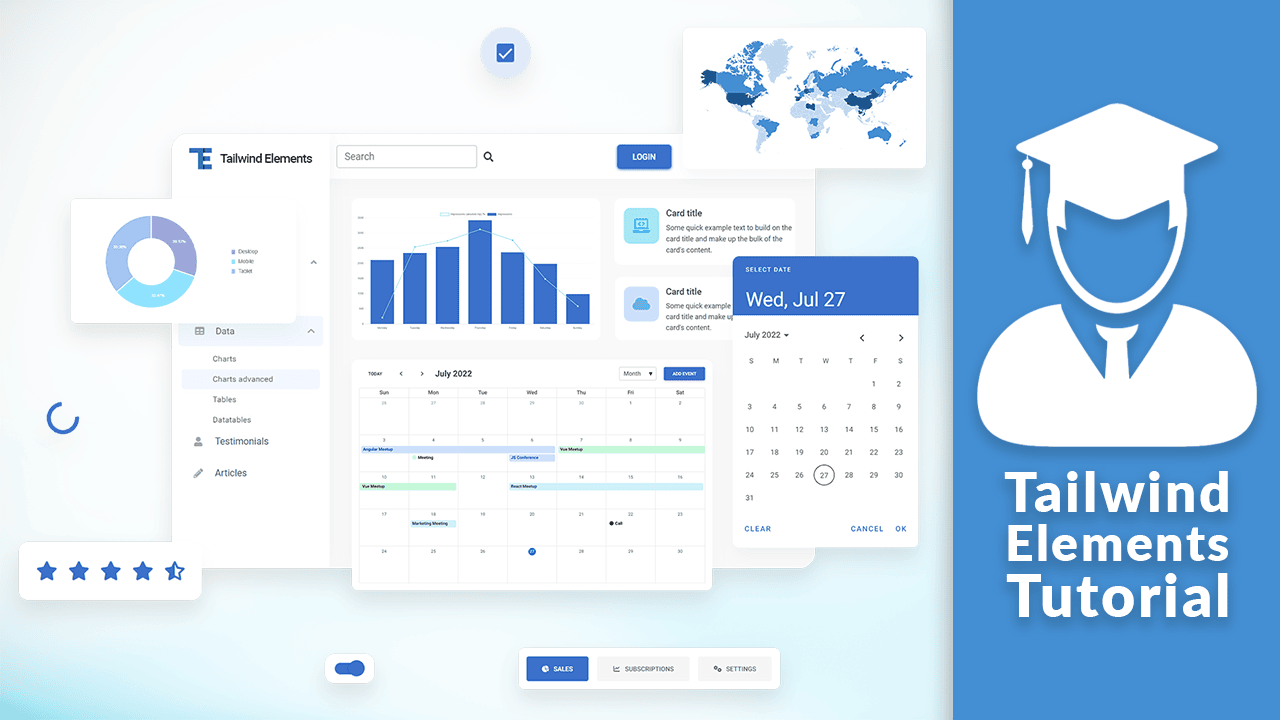 Tailwind Elements
Search
LOGIN
Desktop
Mobile
Tablet
Data
Charts
Charts advanced
Tables
Datatables
Testimonials
Articles
Monday Tuesday Wednesday Thursday Friday Saturday Sunday
Card title
Some quick example text to build on the
card title and make up the bulk of the
card's content.
Card title
Some quick example
card title and make up
card's content.
TODAY July 2022 Month ADD EVENT
Sun Mon Tue Wed Thu Fri Sat
26 27 28 29 30 1 2
3 4 5 6 7 8 9
Angular Meetup Vue Meetup
Meeting JS Conference
10 11 12 13 14 15 16
Vue Meetup React Meetup
17 18 19 20 21 22 23
Marketing Meeting Call
24 25 26 27 28 29 30
SELECT DATE
Wed, Jul 27
July 2022
S M T W T F S
1 2
3 4 5 6 7 8 9
10 11 12 13 14 15 16
17 18 19 20 21 22 23
24 25 26 27 28 29 30
31
CLEAR CANCEL OK
SALES SUBSCRIPTIONS SETTINGS
Tailwind
Elements
Tutorial